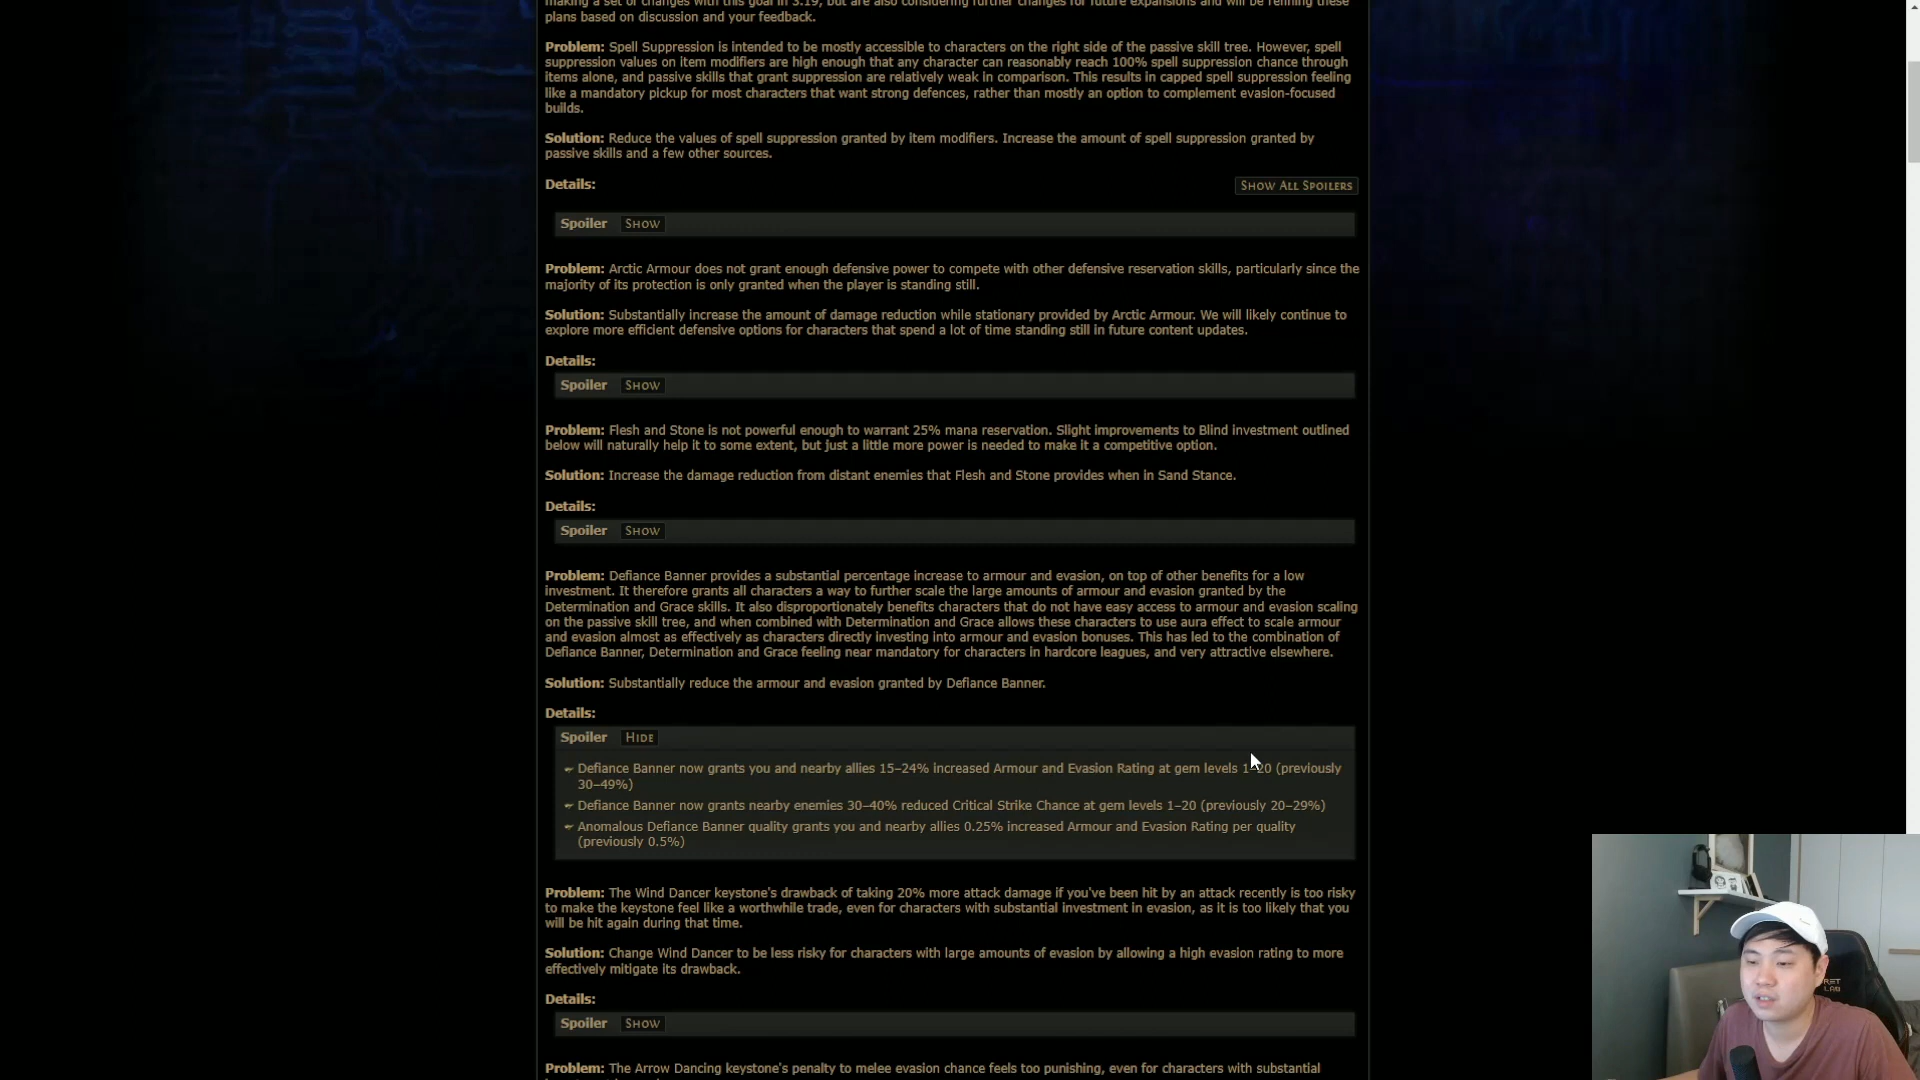 making a set of changes with this goal in 3.19, but are also considering further changes for future expansions and will be refining these
plans based on discussion and your feedback.
Problem: Spell Suppression is intended to be mostly accessible to characters on the right side of the passive skill tree. However, spell
suppression values on item modifiers are high enough that any character can reasonably reach 100% spell suppression chance through
items alone, and passive skills that grant suppression are relatively weak in comparison. This results in capped spell suppression feeling
like a mandatory pickup for most characters that want strong defences, rather than mostly an option to complement evasion-focused
builds.
Solution: Reduce the values of spell suppression granted by item modifiers. Increase the amount of spell suppression granted by
passive skills and a few other sources.
Details:
Show All Spoilers
Spoiler Show
Problem: Arctic Armour does not grant enough defensive power to compete with other defensive reservation skills, particularly since the
majority of its protection is only granted when the player is standing still.
Solution: Substantially increase the amount of damage reduction while stationary provided by Arctic Armour. We will likely continue to
explore more efficient defensive options for characters that spend a lot of time standing still in future content updates.
Details:
Spoiler Show
Problem: Flesh and Stone is not powerful enough to warrant 25% mana reservation. Slight improvements to Blind investment outlined
below will naturally help it to some extent, but just a little more power is needed to make it a competitive option.
Solution: Increase the damage reduction from distant enemies that Flesh and Stone provides when in Sand Stance.
Details:
Spoiler Show
Problem: Defiance Banner provides a substantial percentage increase to armour and evasion, on top of other benefits for a low
investment. It therefore grants all characters a way to further scale the large amounts of armour and evasion granted by the
Determination and Grace skills. It also disproportionately benefits characters that do not have easy access to armour and evasion scaling
on the passive skill tree, and when combined with Determination and Grace allows these characters to use aura effect to scale armour
and evasion almost as effectively as characters directly investing into armour and evasion bonuses. This has led to the combination of
Defiance Banner, Determination and Grace feeling near mandatory for characters in hardcore leagues, and very attractive elsewhere.
Solution: Substantially reduce the armour and evasion granted by Defiance Banner.
Details:
Spoiler Hide
Defiance Banner now grants you and nearby allies 15–24% increased Armour and Evasion Rating at gem levels 1–20 (previously
30–49%)
Defiance Banner now grants nearby enemies 30–40% reduced Critical Strike Chance at gem levels 1–20 (previously 20–29%)
Anomalous Defiance Banner quality grants you and nearby allies 0.25% increased Armour and Evasion Rating per quality
(previously 0.5%)
Problem: The Wind Dancer keystone's drawback of taking 20% more attack damage if you've been hit by an attack recently is too risky
to make the keystone feel like a worthwhile trade, even for characters with substantial investment in evasion, as it is too likely that you
will be hit again during that time.
Solution: Change Wind Dancer to be less risky for characters with large amounts of evasion by allowing a high evasion rating to more
effectively mitigate its drawback.
Details:
Spoiler Show
Problem: The Arrow Dancing keystone's penalty to melee evasion chance feels too punishing, even for characters with substantial